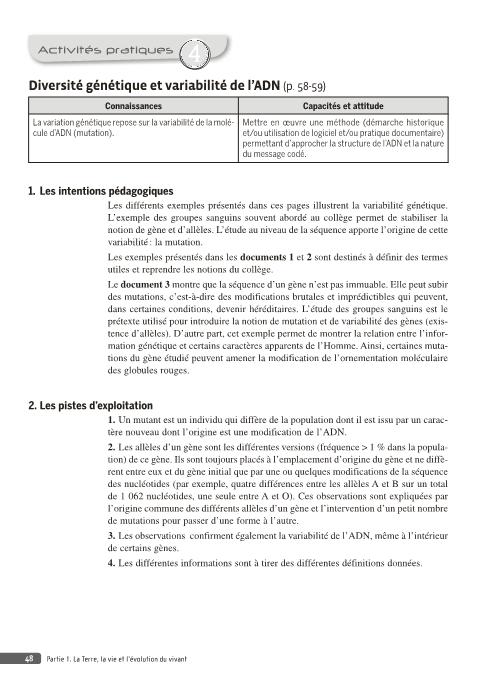 Activités pratiques 4
Diversité génétique et variabilité de l'ADN (p. 58-59)
Connaissances
Capacités et attitude
La variation génétique repose sur la variabilité de la molé-
cule d'ADN (mutation).
Mettre en œuvre une méthode (démarche historique
et/ou utilisation de logiciel et/ou pratique documentaire)
permettant d'approcher la structure de l'ADN et la nature
du message codé.
1. Les intentions pédagogiques
Les différents exemples présentés dans ces pages illustrent la variabilité génétique.
L'exemple des groupes sanguins souvent abordé au collège permet de stabiliser la
notion de gène et d'allèles. L'étude au niveau de la séquence apporte l'origine de cette
variabilité : la mutation.
Les exemples présentés dans les documents 1 et 2 sont destinés à définir des termes
utiles et reprendre les notions du collège.
Le document 3 montre que la séquence d'un gène n'est pas immuable. Elle peut subir
des mutations, c'est-à-dire des modifications brutales et imprédictibles qui peuvent,
dans certaines conditions, devenir héréditaires. L'étude des groupes sanguins est le
prétexte utilisé pour introduire la notion de mutation et de variabilité des gènes (exis-
tence d'allèles). D'autre part, cet exemple permet de montrer la relation entre l'infor-
mation génétique et certains caractères apparents de l'Homme. Ainsi, certaines muta-
tions du gène étudié peuvent amener la modification de l'ornementation moléculaire
des globules rouges.
2. Les pistes d'exploitation
1. Un mutant est un individu qui diffère de la population dont il est issu par un carac-
tère nouveau dont l'origine est une modification de l'ADN.
2. Les allèles d'un gène sont les différentes versions (fréquence > 1 % dans la popula-
tion) de ce gène. Ils sont toujours placés à l'emplacement d'origine du gène et ne diffè-
rent entre eux et du gène initial que par une ou quelques modifications de la séquence
des nucléotides (par exemple, quatre différences entre les allèles A et B sur un total
de 1 062 nucléotides, une seule entre A et O). Ces observations sont expliquées par
l'origine commune des différents allèles d'un gène et l'intervention d'un petit nombre
de mutations pour passer d'une forme à l'autre.
3. Les observations confirment également la variabilité de l'ADN, même à l'intérieur
de certains gènes.
4. Les différentes informations sont à tirer des différentes définitions données.
48 Partie 1. La Terre, la vie et l'évolution du vivant